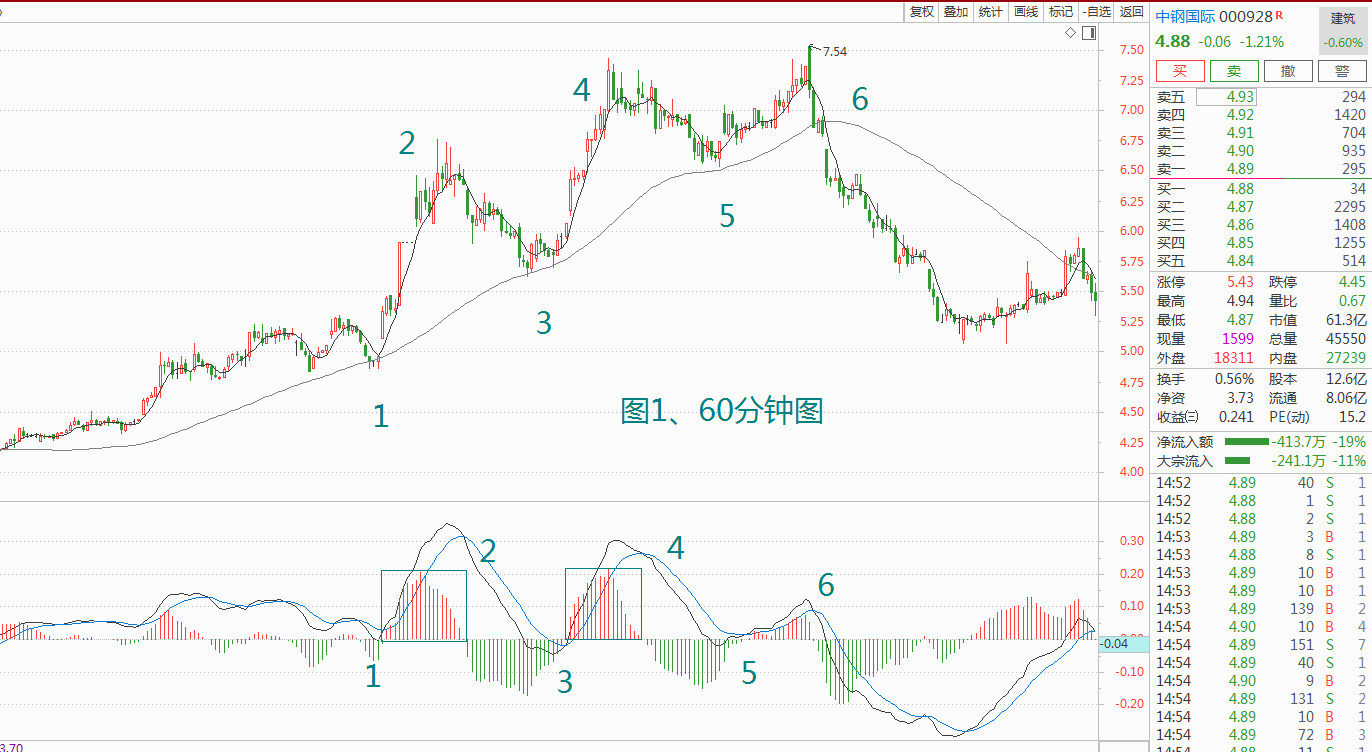 复权 叠加 统计 画线 标记 -自选 返回
中钢国际 000928 R
建筑
4.88 -0.06 -1.21%
-0.60%
买 卖 撤 警
卖五 4.93 294
卖四 4.92 1420
卖三 4.91 704
卖二 4.90 935
卖一 4.89 295
买一 4.88 34
买二 4.87 2295
买三 4.86 1408
买四 4.85 1255
买五 4.84 514
涨停 5.43 跌停 4.45
最高 4.94 量比 0.67
最低 4.87 市值 61.3亿
现量 1599 总量 45550
外盘 18311 内盘 27239
换手 0.56% 股本 12.6亿
净资 3.73 流通 8.06亿
收益㈢ 0.241 PE(动) 15.2
净流入额 -413.7万 -19%
大宗流入 -241.1万 -11%
14:52 4.89 40 S 1
14:52 4.88 1 S 1
14:52 4.88 2 S 1
14:53 4.89 3 B 1
14:53 4.88 8 S 1
14:53 4.89 10 B 1
14:53 4.89 10 B 1
14:53 4.89 139 B 2
14:54 4.90 10 B 4
14:54 4.89 151 S 7
14:54 4.89 40 S 1
14:54 4.90 9 B 2
14:54 4.89 131 S 2
14:54 4.89 10 B 1
14:54 4.89 72 B 3
14:54 4.88 11 S 1
7.54
7.50
7.25
7.00
6.75
6.50
6.25
6.00
5.75
5.50
5.25
5.00
4.75
4.50
4.25
4.00
1
2
3
4
5
6
图1、60分钟图
0.30
0.20
0.10
-0.04
-0.10
-0.20
1
2
3
4
5
6
3.70